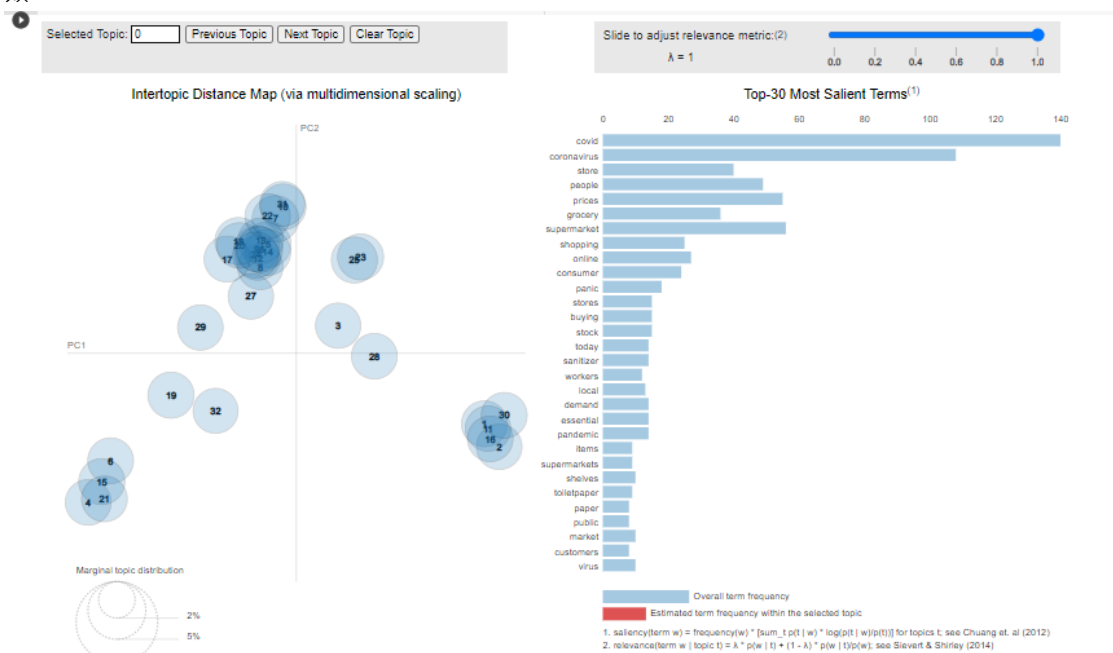 Selected Topic: 0 Previous Topic Next Topic Clear Topic
Slide to adjust relevance metric:(2)
λ = 1
0.0 0.2 0.4 0.6 0.8 1.0
Intertopic Distance Map (via multidimensional scaling)
PC2
PC1
31
22 7
17
14
8
27
23
29
3
28
19
32
30
1
11
16
2
6
15
4 21
Marginal topic distribution
2%
5%
Top-30 Most Salient Terms(1)
0 20 40 60 80 100 120 140
covid
coronavirus
store
people
prices
grocery
supermarket
shopping
online
consumer
panic
stores
buying
stock
today
sanitizer
workers
local
demand
essential
pandemic
items
supermarkets
shelves
toiletpaper
paper
public
market
customers
virus
Overall term frequency
Estimated term frequency within the selected topic
1. saliency(term w) = frequency(w) * [sum_t p(t | w) * log(p(t | w)/p(t))] for topics t; see Chuang et. al (2012)
2. relevance(term w | topic t) = λ * p(w | t) + (1 - λ) * p(w | t)/p(w); see Sievert & Shirley (2014)